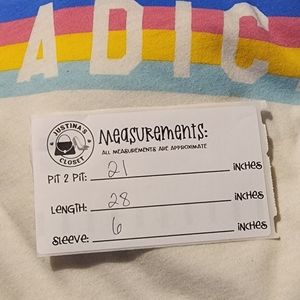 ADIC
JUSTINA'S
CLOSET
Measurements:
ALL MEASUREMENTS ARE APPROXIMATE
PIT 2 PIT: 21 INCHES
LENGTH: 28 INCHES
SLEEVE: 6 INCHES